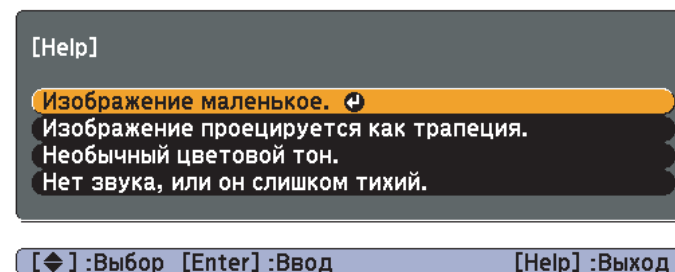 [Help]
Изображение маленькое.
Изображение проецируется как трапеция.
Необычный цветовой тон.
Нет звука, или он слишком тихий.
[◆] :Выбор [Enter] :Ввод [Help] :Выход